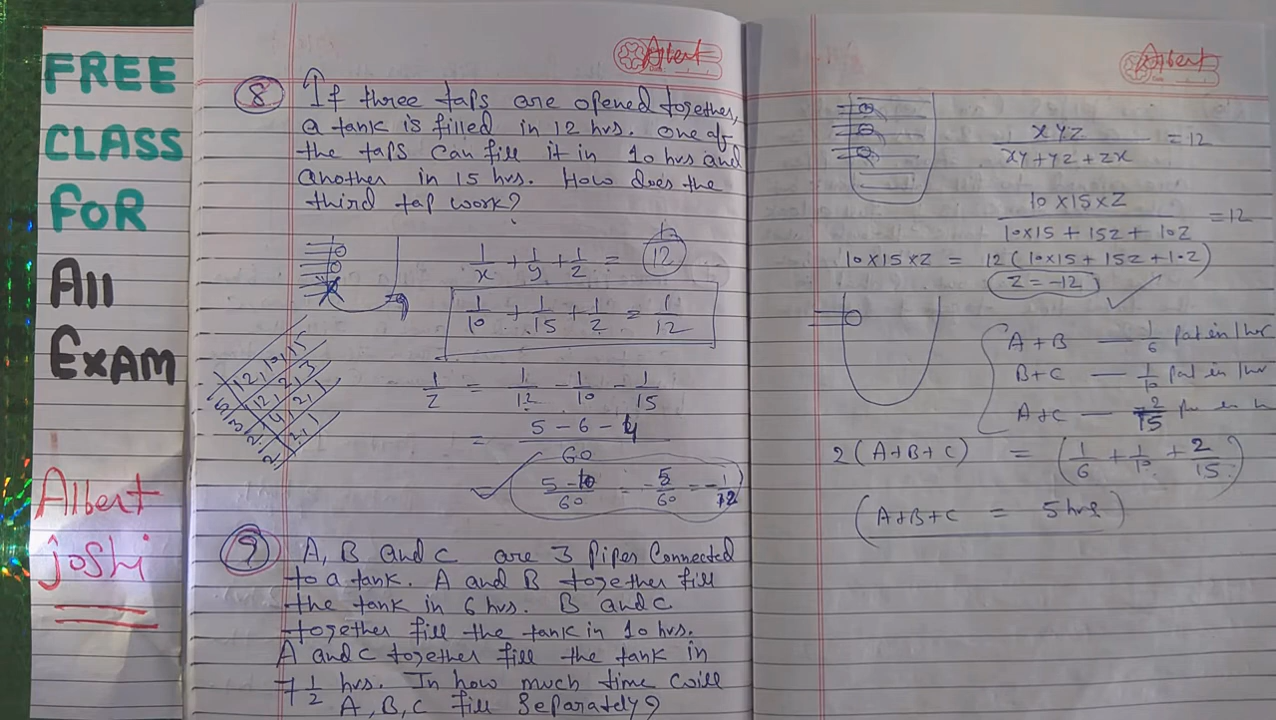 FREE
CLASS
FOR
All
EXAM
Albert
joshi
Albert
8 If three taps are opened together,
a tank is filled in 12 hrs. one of
the taps can fill it in 10 hrs and
another in 15 hrs. How does the
third tap work?
1/x + 1/y + 1/z = 1/12
1/10 + 1/15 + 1/z = 1/12
1/z = 1/12 - 1/10 - 1/15
= 5 - 6 - 4 / 60
5 - 10 / 60 = -5/60 = -1/12
9 A, B and C are 3 Pipes Connected
to a tank. A and B together fill
the tank in 6 hrs. B and C
together fill the tank in 10 hrs.
A and C together fill the tank in
7 1/2 hrs. In how much time will
A, B, C fill Separately?
Albert
xyz / xy + yz + zx = 12
10 x 15 x z / 10 x 15 + 15z + 10z = 12
10 x 15 x z = 12 (10 x 15 + 15z + 10z)
z = -12
A + B — 1/6 part in 1 hr
B + C — 1/10 part in 1 hr
A + C — 2/15
2 (A + B + C) = (1/6 + 1/10 + 2/15)
(A + B + C = 5 hrs)